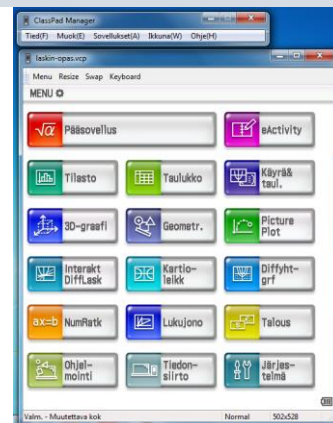 ClassPad Manager
Tied(F) Muok(E) Sovellukset(A) Ikkuna(W) Ohje(H)
laskin-opas.vcp
Menu Resize Swap Keyboard
MENU
√α Pääsovellus
eActivity
Tilasto
Taulukko
Käyrä&
taul.
3D-graafi
Geometr.
Picture
Plot
Interakt
DiffLask
Kartio-
leikk
Diffyht-
grf
ax=b NumRatk
Lukujono
Talous
Ohjel-
mointi
Tiedon-
siirto
Järjes-
telmä
Valm. - Muutettava kok Normal 502x528